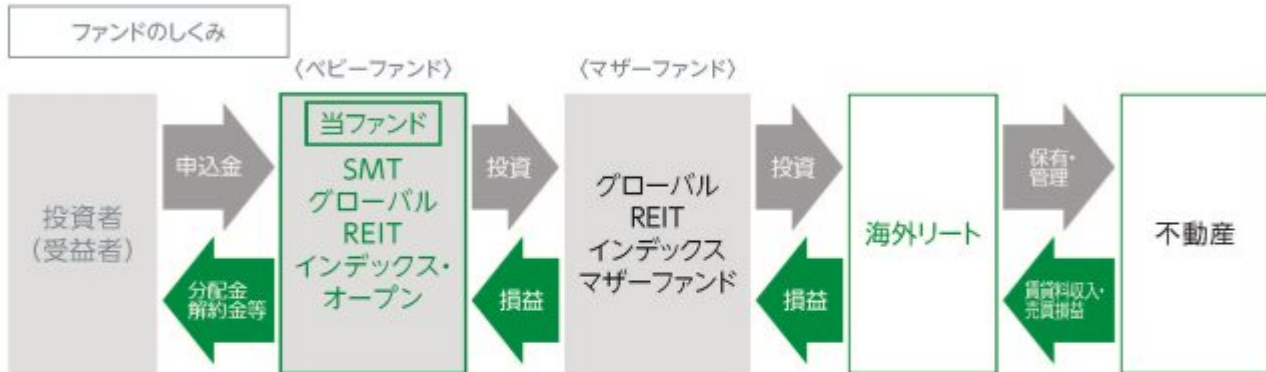 ファンドのしくみ
〈ベビーファンド〉
〈マザーファンド〉
投資者
(受益者)
申込金
分配金
解約金等
当ファンド
SMT
グローバル
REIT
インデックス・
オープン
投資
損益
グローバル
REIT
インデックス
マザーファンド
投資
損益
海外リート
保有・
管理
賃貸料収入・
売買損益
不動産